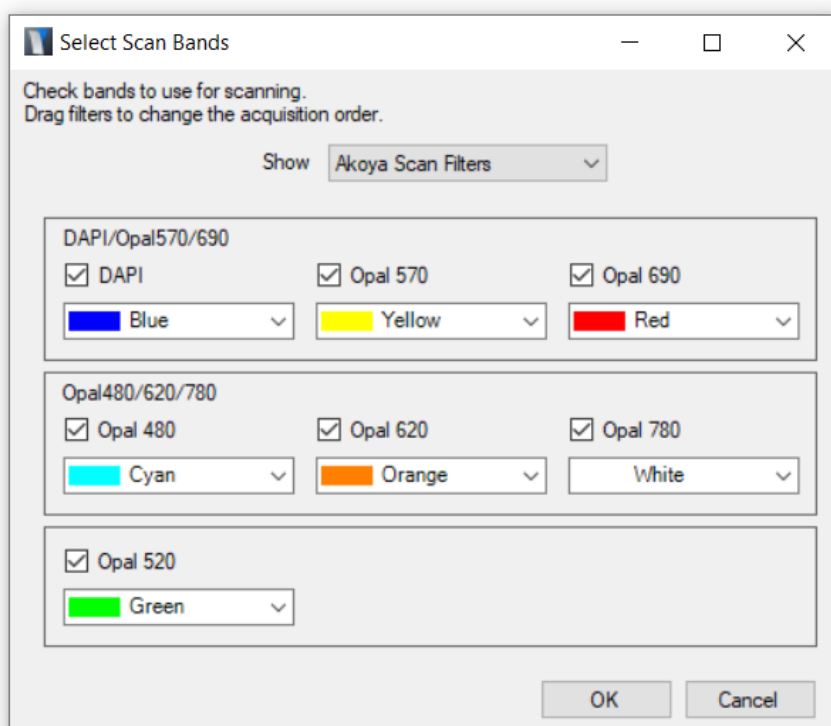 Select Scan Bands
Check bands to use for scanning.
Drag filters to change the acquisition order.
Show Akoya Scan Filters
DAPI/Opal570/690
DAPI Opal 570 Opal 690
Blue Yellow Red
Opal480/620/780
Opal 480 Opal 620 Opal 780
Cyan Orange White
Opal 520
Green
OK Cancel